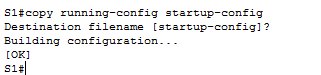 S1#copy running-config startup-config
Destination filename [startup-config]?
Building configuration...
[OK]
S1#